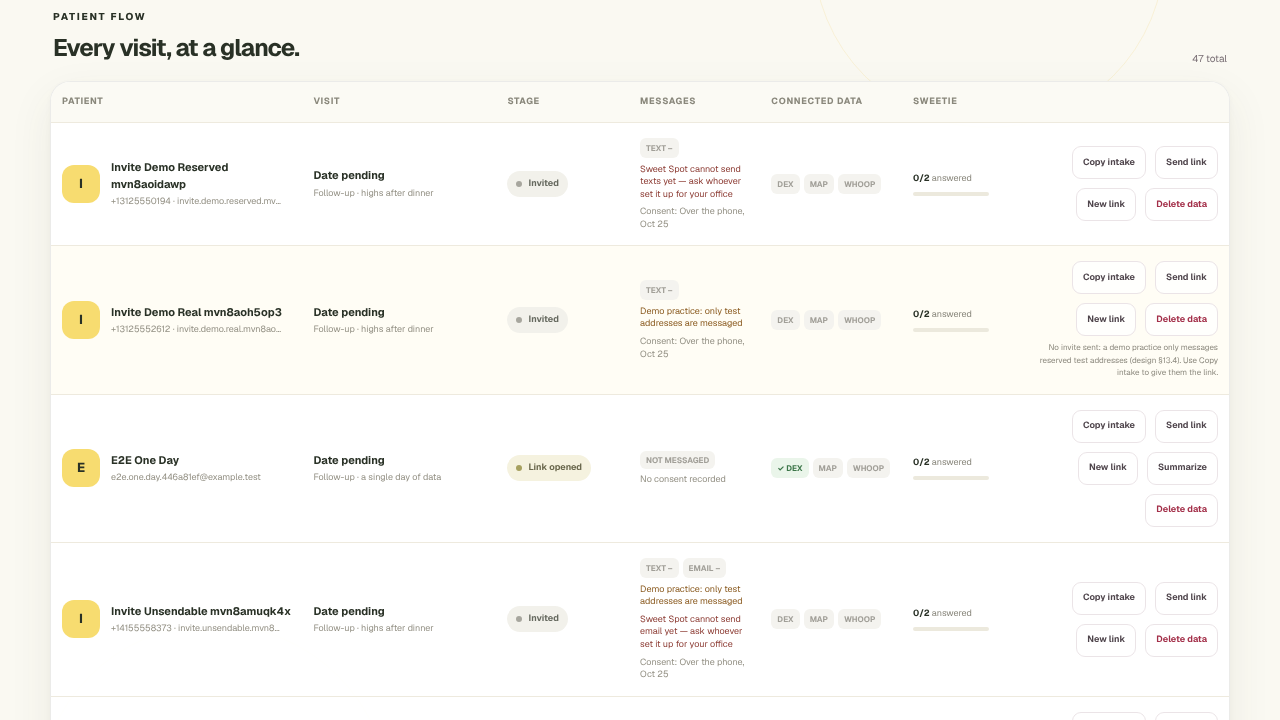 PATIENT FLOW
Every visit, at a glance.
47 total
PATIENT
VISIT
STAGE
MESSAGES
CONNECTED DATA
SWEETIE
I
Invite Demo Reserved
mvn8aoidawp
+13125550194 · invite.demo.reserved.mv...
Date pending
Follow-up · highs after dinner
Invited
TEXT –
Sweet Spot cannot send
texts yet — ask whoever
set it up for your office
Consent: Over the phone,
Oct 25
DEX MAP WHOOP
0/2 answered
Copy intake Send link
New link Delete data
I
Invite Demo Real mvn8aoh5op3
+13125552612 · invite.demo.real.mvn8ao...
Date pending
Follow-up · highs after dinner
Invited
TEXT –
Demo practice: only test
addresses are messaged
Consent: Over the phone,
Oct 25
DEX MAP WHOOP
0/2 answered
Copy intake Send link
New link Delete data
No invite sent: a demo practice only messages
reserved test addresses (design §13.4). Use Copy
intake to give them the link.
E
E2E One Day
e2e.one.day.446a81ef@example.test
Date pending
Follow-up · a single day of data
Link opened
NOT MESSAGED
No consent recorded
✓ DEX MAP WHOOP
0/2 answered
Copy intake Send link
New link Summarize
Delete data
I
Invite Unsendable mvn8amuqk4x
+14155558373 · invite.unsendable.mvn8...
Date pending
Follow-up · highs after dinner
Invited
TEXT – EMAIL –
Demo practice: only test
addresses are messaged
Sweet Spot cannot send
email yet — ask whoever
set it up for your office
Consent: Over the phone,
Oct 25
DEX MAP WHOOP
0/2 answered
Copy intake Send link
New link Delete data